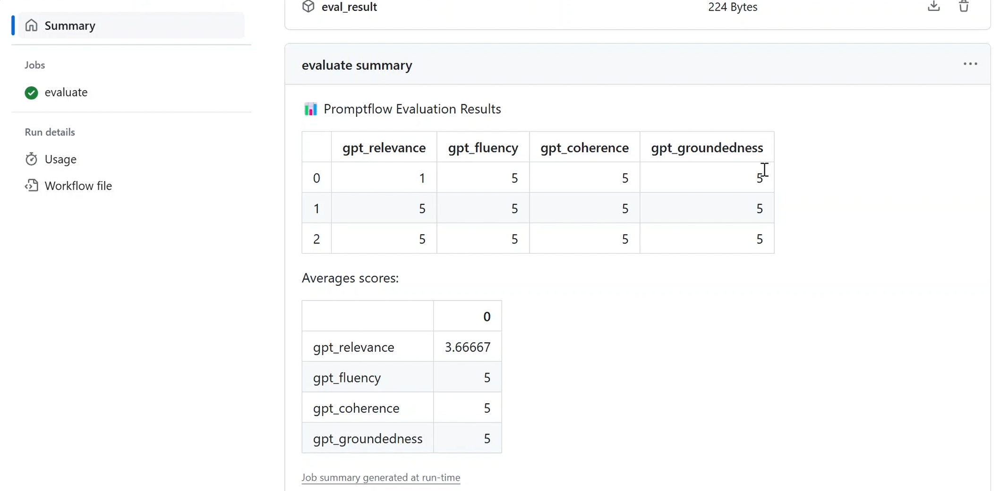 eval_result 224 Bytes
Summary
Jobs
evaluate
Run details
Usage
Workflow file
evaluate summary
Promptflow Evaluation Results
gpt_relevance gpt_fluency gpt_coherence gpt_groundedness
0 1 5 5 5
1 5 5 5 5
2 5 5 5 5
Averages scores:
0
gpt_relevance 3.66667
gpt_fluency 5
gpt_coherence 5
gpt_groundedness 5
Job summary generated at run-time